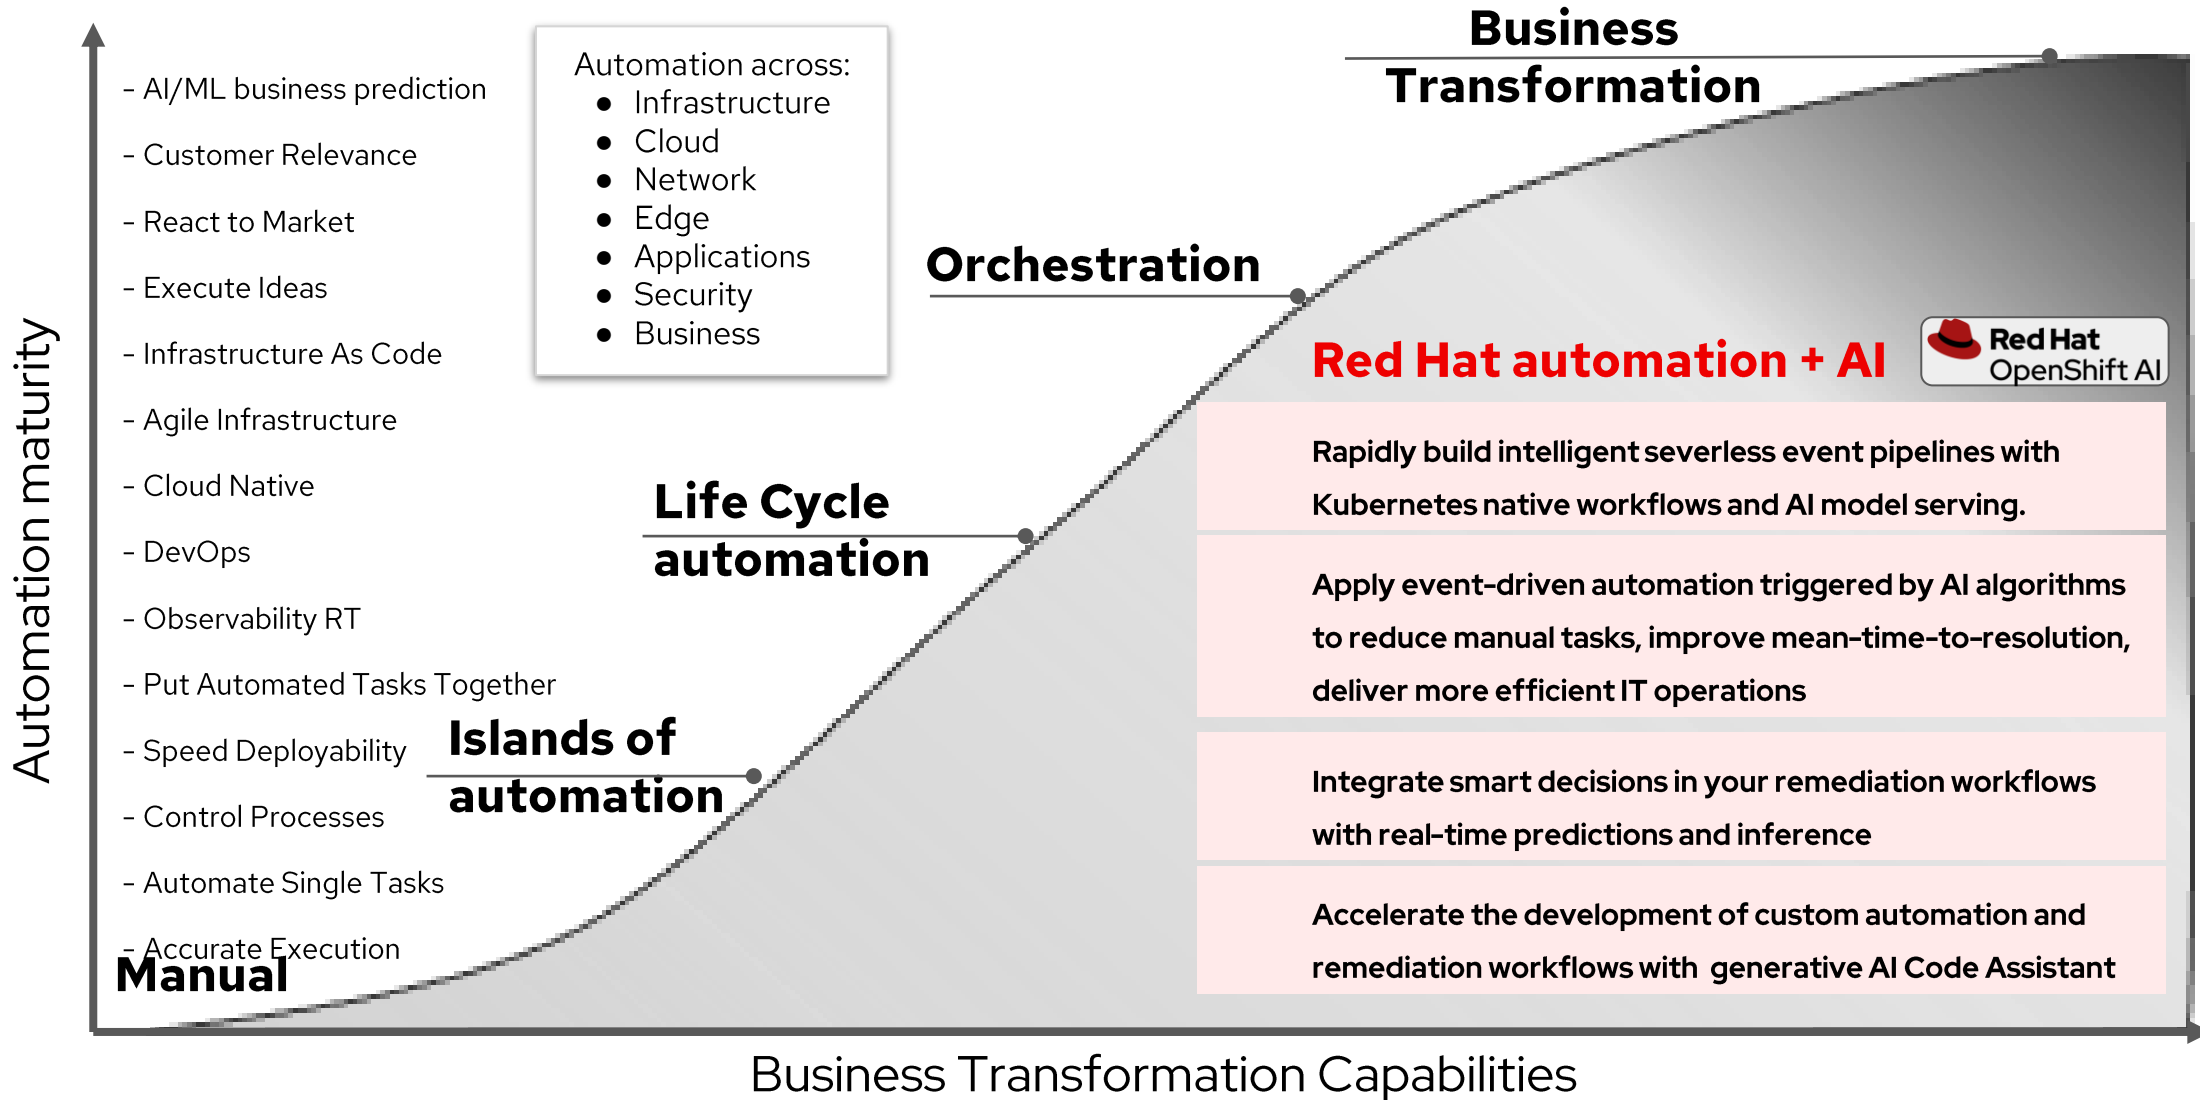 Business
Transformation
Automation across:
● Infrastructure
● Cloud
● Network
● Edge
● Applications
● Security
● Business
- AI/ML business prediction
- Customer Relevance
- React to Market
- Execute Ideas
- Infrastructure As Code
- Agile Infrastructure
- Cloud Native
- DevOps
- Observability RT
- Put Automated Tasks Together
- Speed Deployability
- Control Processes
- Automate Single Tasks
- Accurate Execution
Manual
Islands of
automation
Life Cycle
automation
Orchestration
Red Hat automation + AI
Red Hat
OpenShift AI
Rapidly build intelligent severless event pipelines with
Kubernetes native workflows and AI model serving.
Apply event-driven automation triggered by AI algorithms
to reduce manual tasks, improve mean-time-to-resolution,
deliver more efficient IT operations
Integrate smart decisions in your remediation workflows
with real-time predictions and inference
Accelerate the development of custom automation and
remediation workflows with  generative AI Code Assistant
Automation maturity
Business Transformation Capabilities